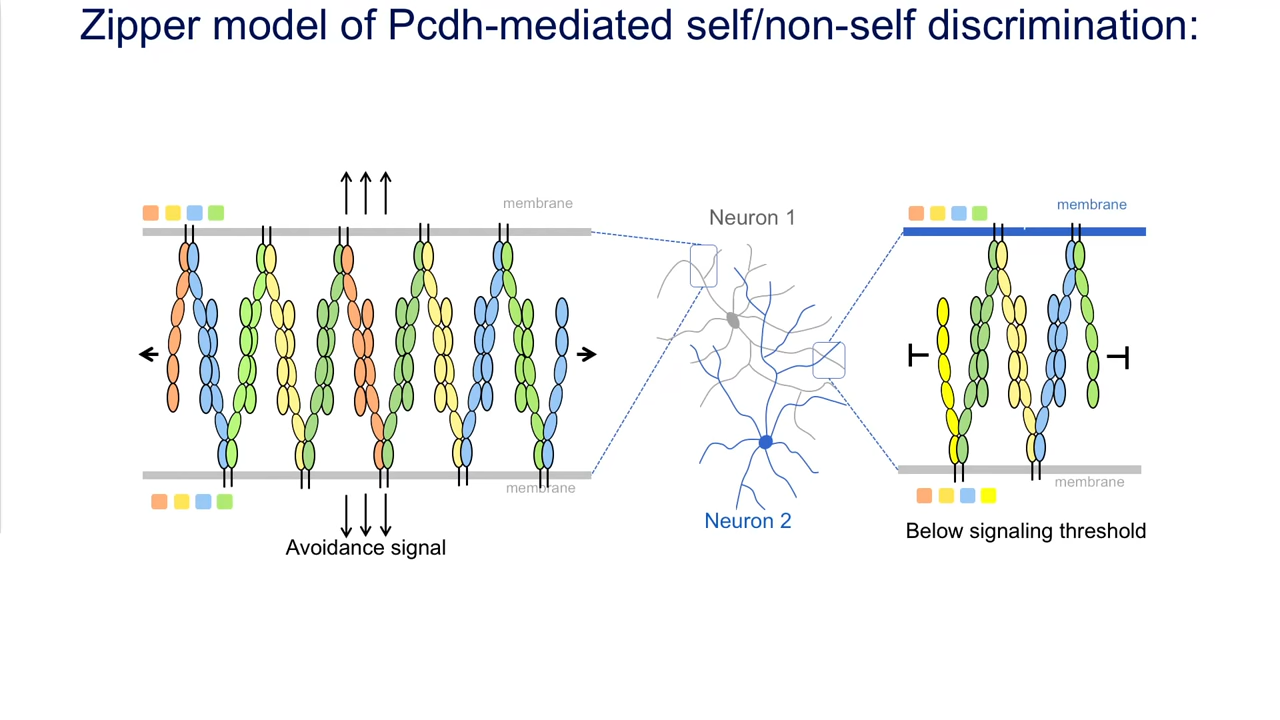 Zipper model of Pcdh-mediated self/non-self discrimination:
membrane
Neuron 1
membrane
membrane
Avoidance signal
Neuron 2
membrane
Below signaling threshold